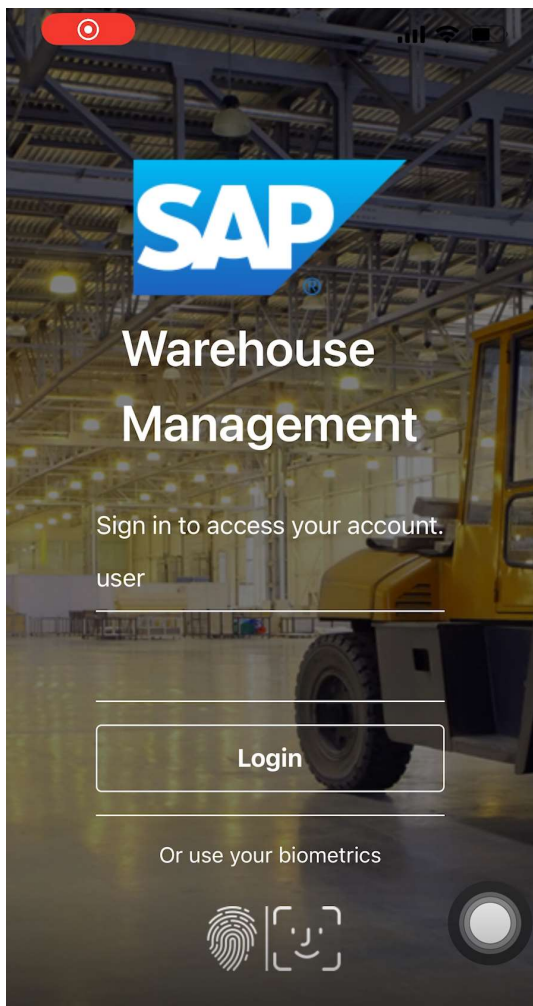 SAP
®
Warehouse
Management
Sign in to access your account.
user
Login
Or use your biometrics